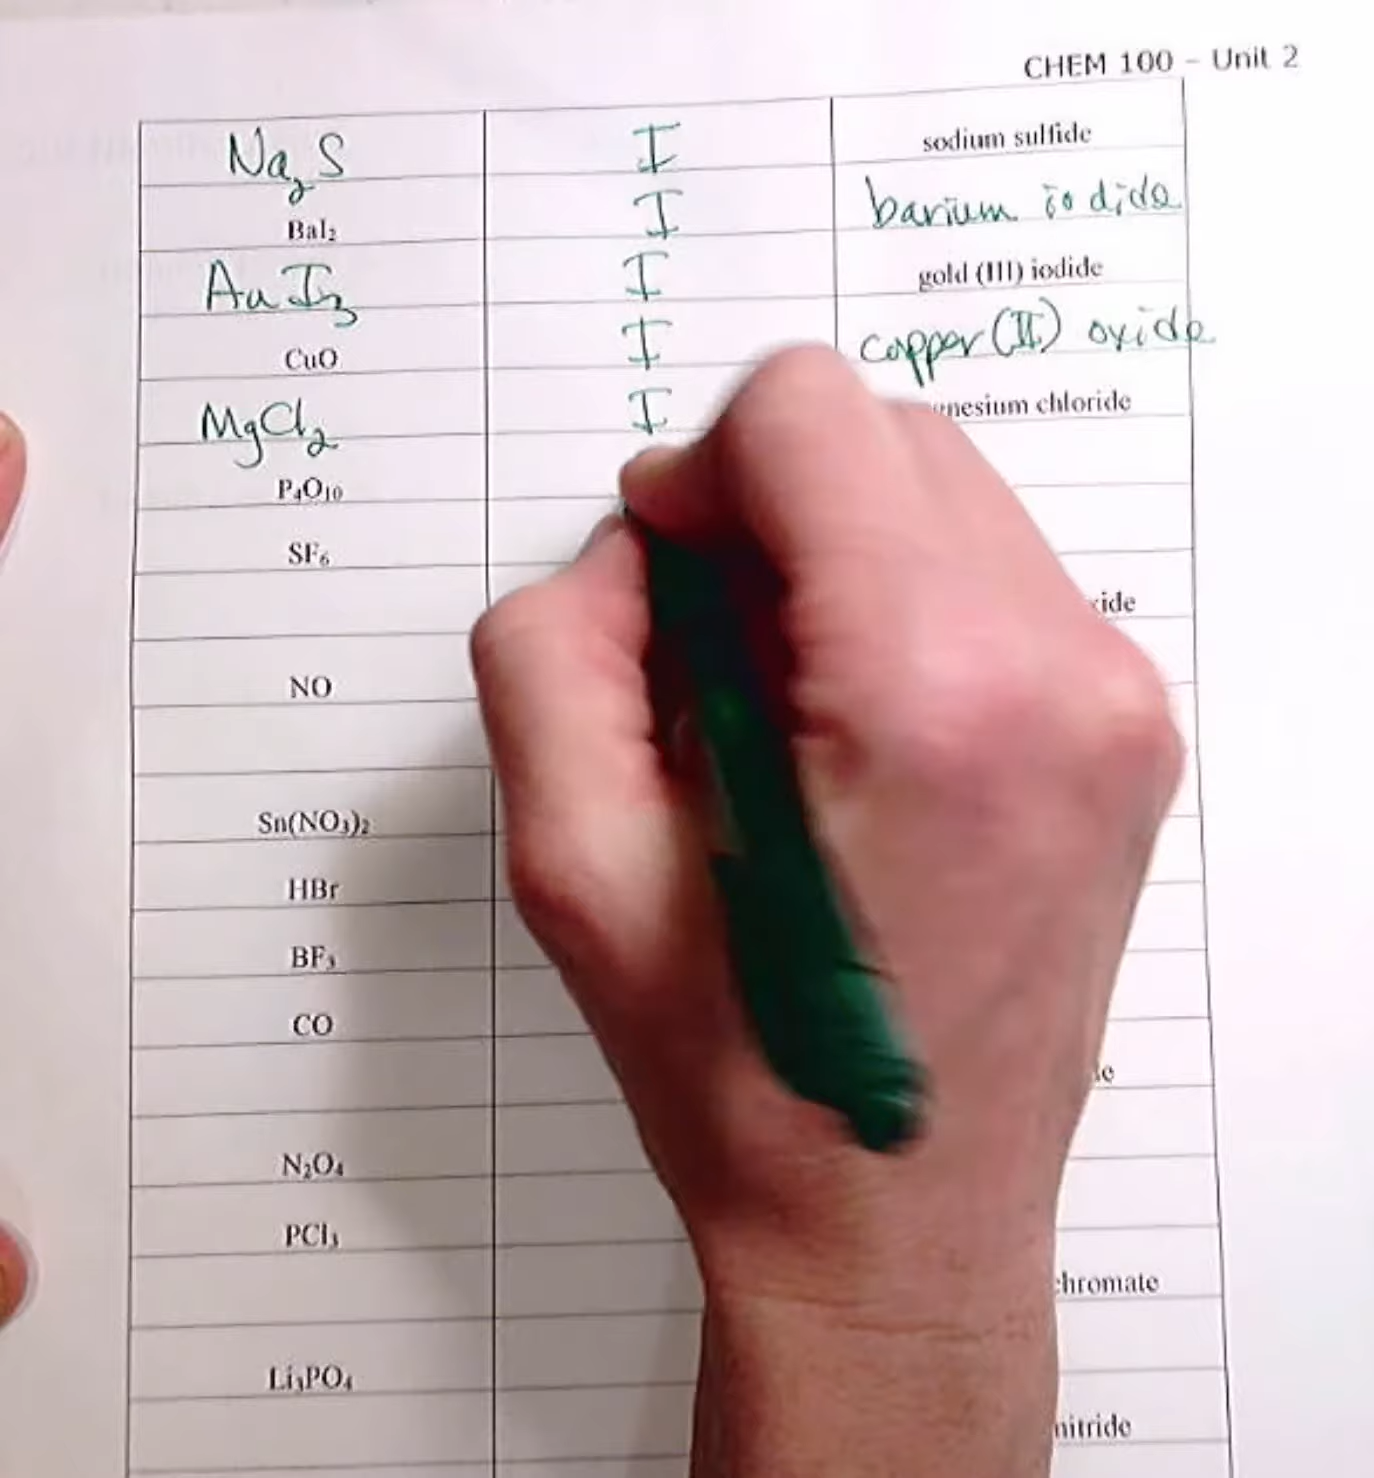 CHEM 100 – Unit 2
Na₂S I sodium sulfide
BaI₂ I barium iodide
AuI₃ I gold (III) iodide
CuO I copper (II) oxide
MgCl₂ I chloride
P₄O₁₀
SF₆
NO
Sn(NO₃)₂
HBr
BF₃
CO
N₂O₄
PCl₃
Li₃PO₄
nitride